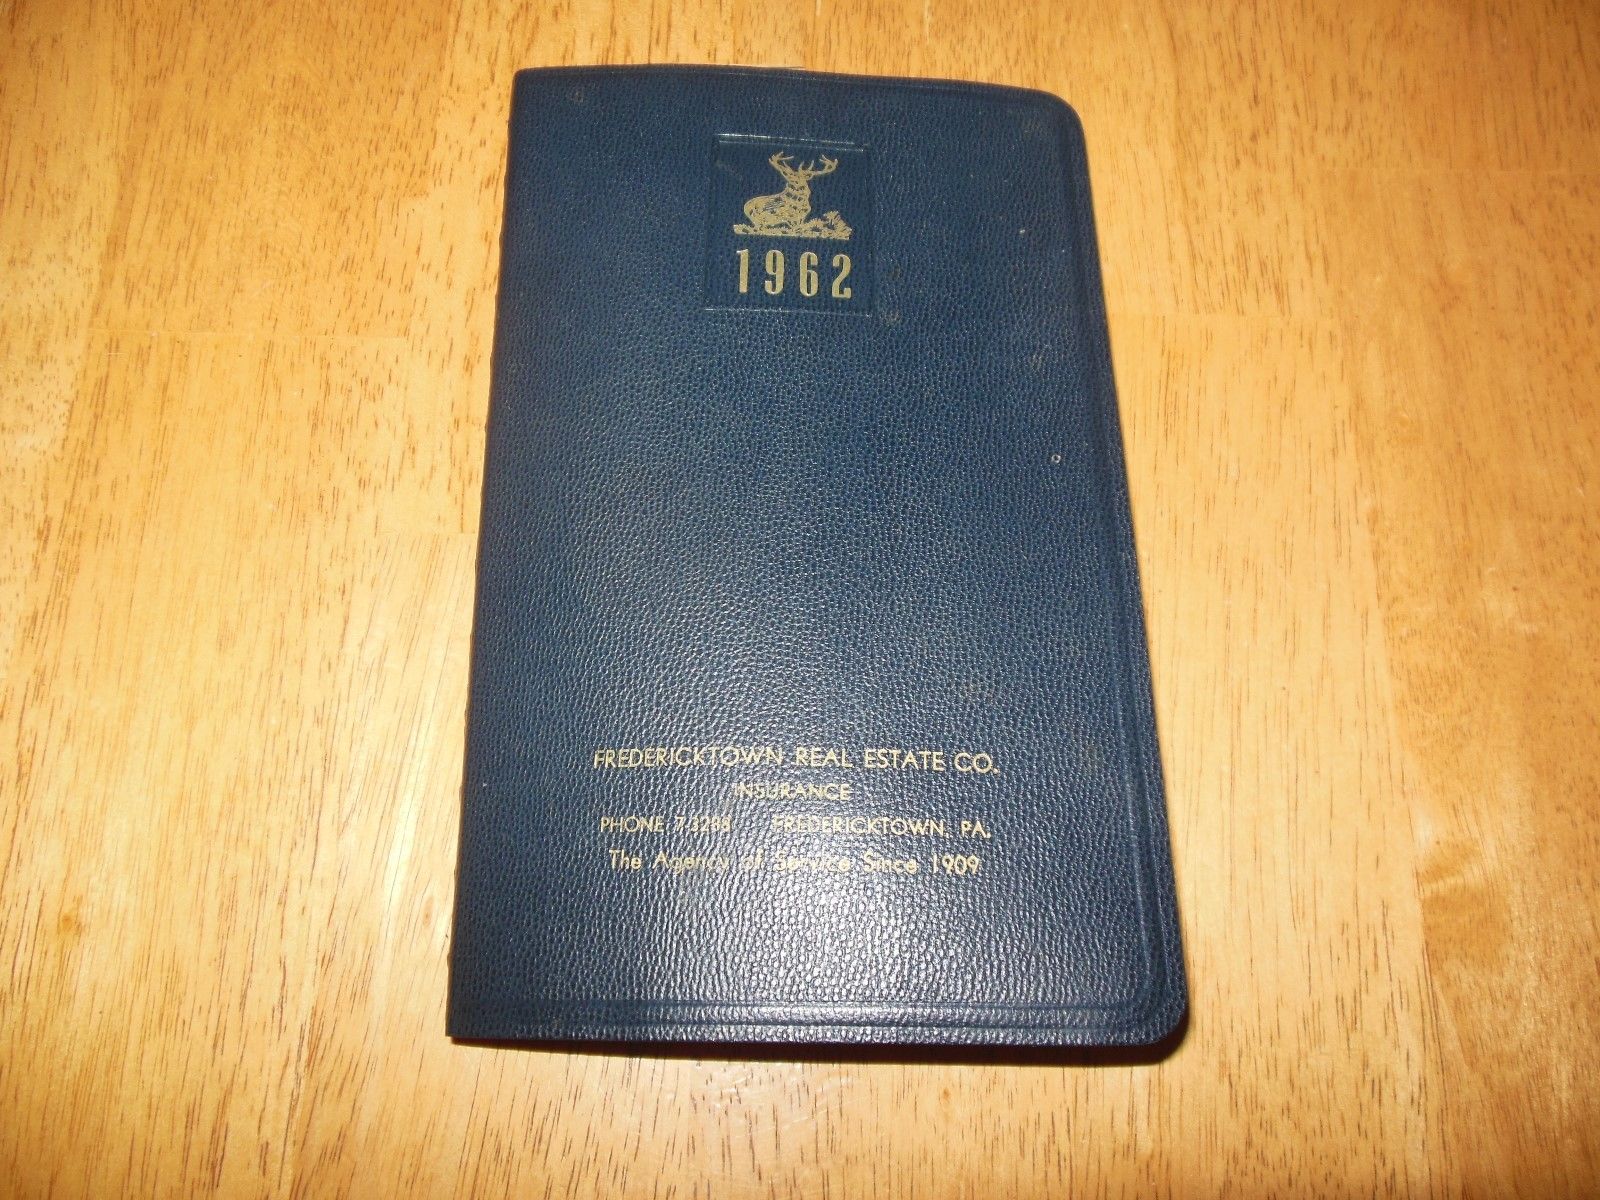 1962
FREDERICKTOWN REAL ESTATE CO.
INSURANCE
PHONE 7-3288 FREDERICKTOWN, PA.
The Agency of Service Since 1909